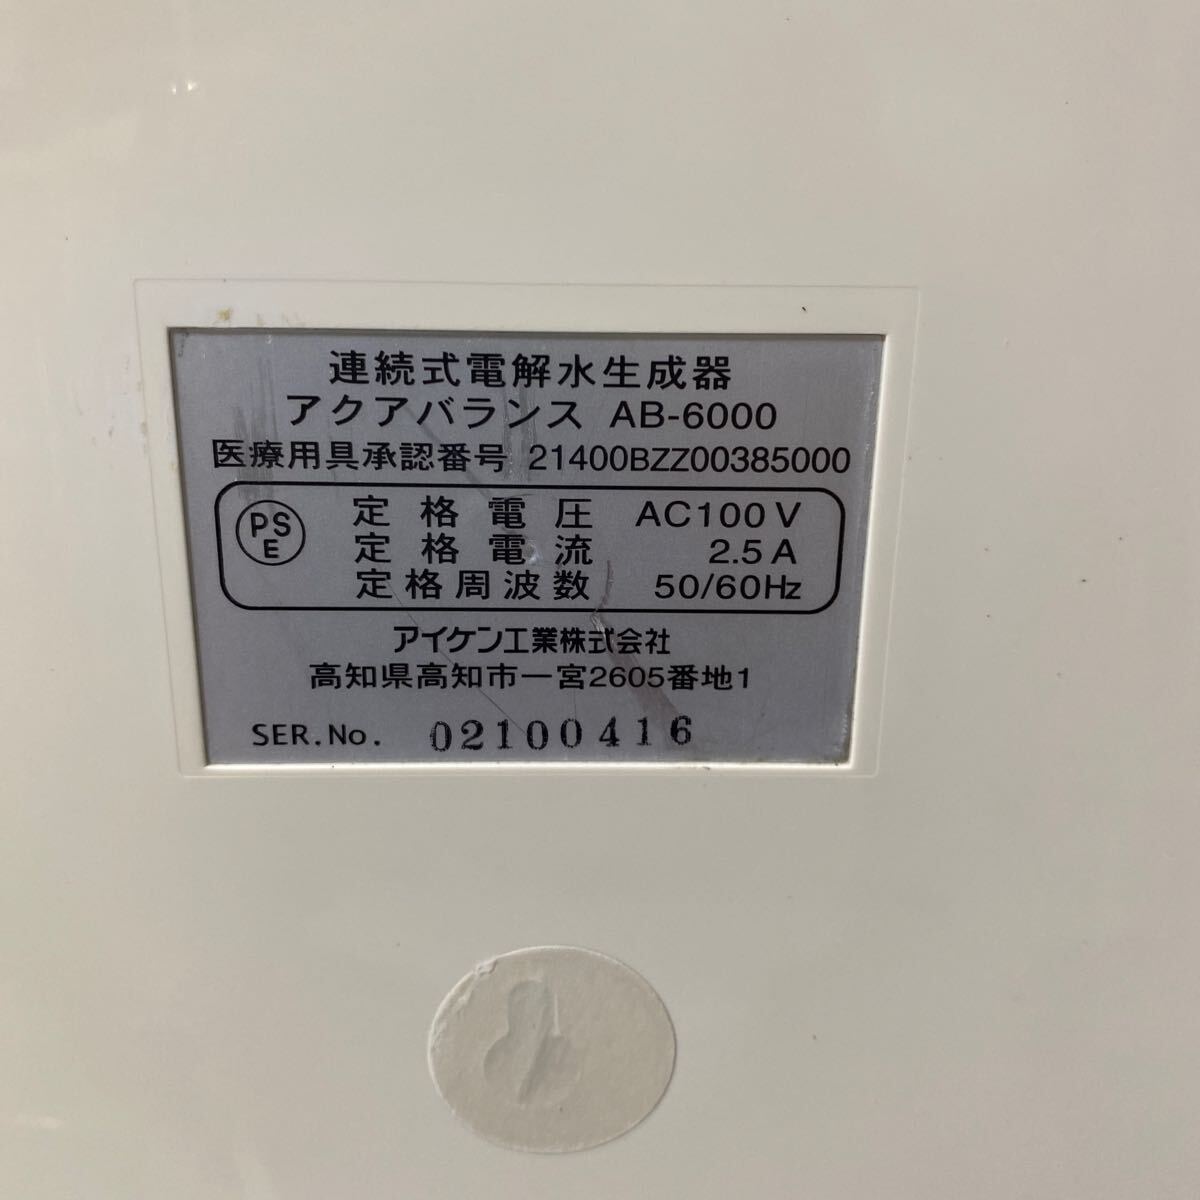 連続式電解水生成器
アクアバランス AB-6000
医療用具承認番号 21400BZZ00385000
PS
E
定格電圧 AC100V
定格電流 2.5A
定格周波数 50/60Hz
アイケン工業株式会社
高知県高知市一宮2605番地1
SER.No. 02100416